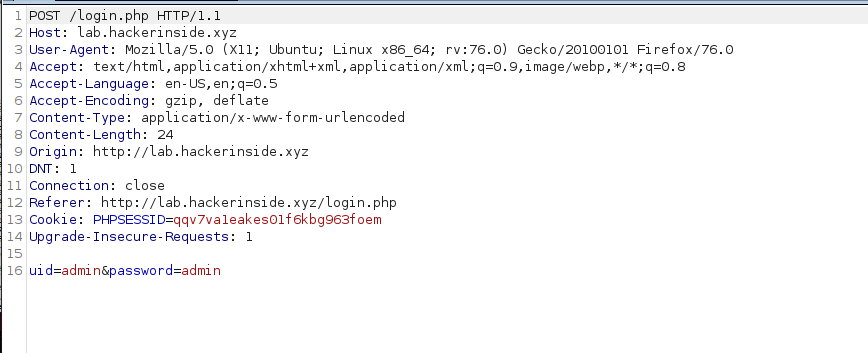 1 POST /login.php HTTP/1.1
2 Host: lab.hackerinside.xyz
3 User-Agent: Mozilla/5.0 (X11; Ubuntu; Linux x86_64; rv:76.0) Gecko/20100101 Firefox/76.0
4 Accept: text/html,application/xhtml+xml,application/xml;q=0.9,image/webp,*/*;q=0.8
5 Accept-Language: en-US,en;q=0.5
6 Accept-Encoding: gzip, deflate
7 Content-Type: application/x-www-form-urlencoded
8 Content-Length: 24
9 Origin: http://lab.hackerinside.xyz
10 DNT: 1
11 Connection: close
12 Referer: http://lab.hackerinside.xyz/login.php
13 Cookie: PHPSESSID=qqv7va1eakes01f6kbg963foem
14 Upgrade-Insecure-Requests: 1
15
16 uid=admin&password=admin